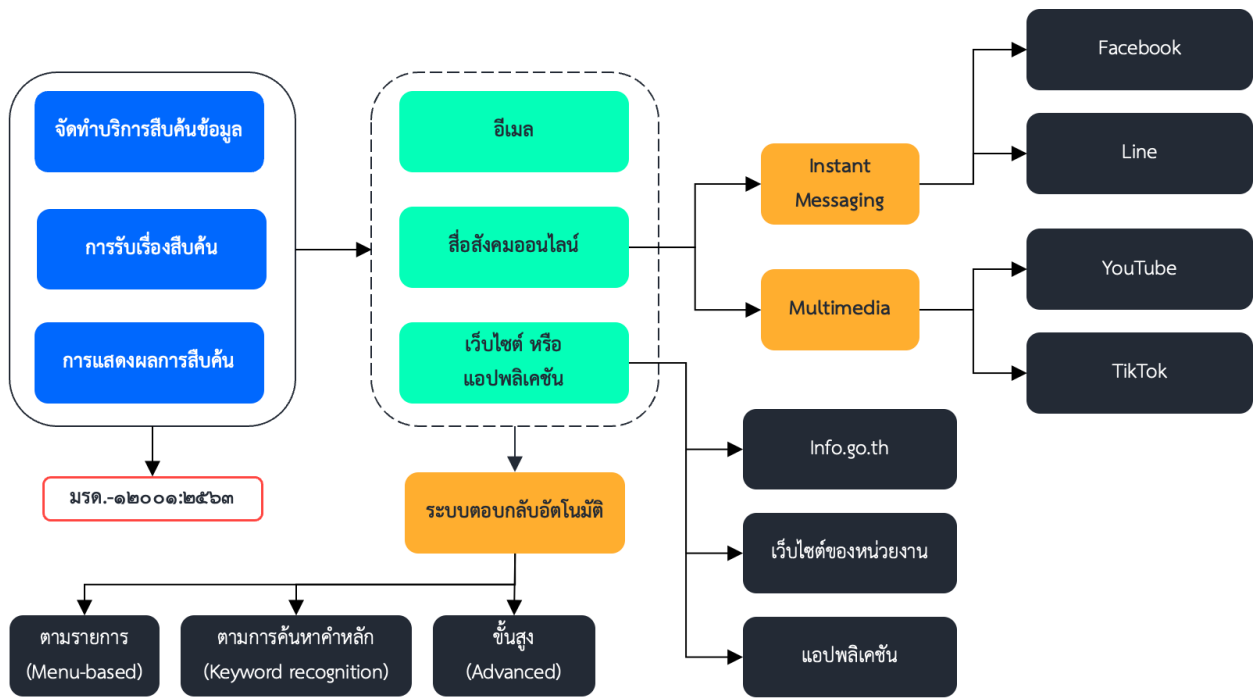 จัดทำบริการสืบค้นข้อมูล
การรับเรื่องสืบค้น
การแสดงผลการสืบค้น
มรด.-๑๒๐๐๑:๒๕๖๓
อีเมล
สื่อสังคมออนไลน์
เว็บไซต์ หรือ
แอปพลิเคชัน
ระบบตอบกลับอัตโนมัติ
ตามรายการ
(Menu-based)
ตามการค้นหาคำหลัก
(Keyword recognition)
ขั้นสูง
(Advanced)
Instant
Messaging
Multimedia
Facebook
Line
YouTube
TikTok
Info.go.th
เว็บไซต์ของหน่วยงาน
แอปพลิเคชัน